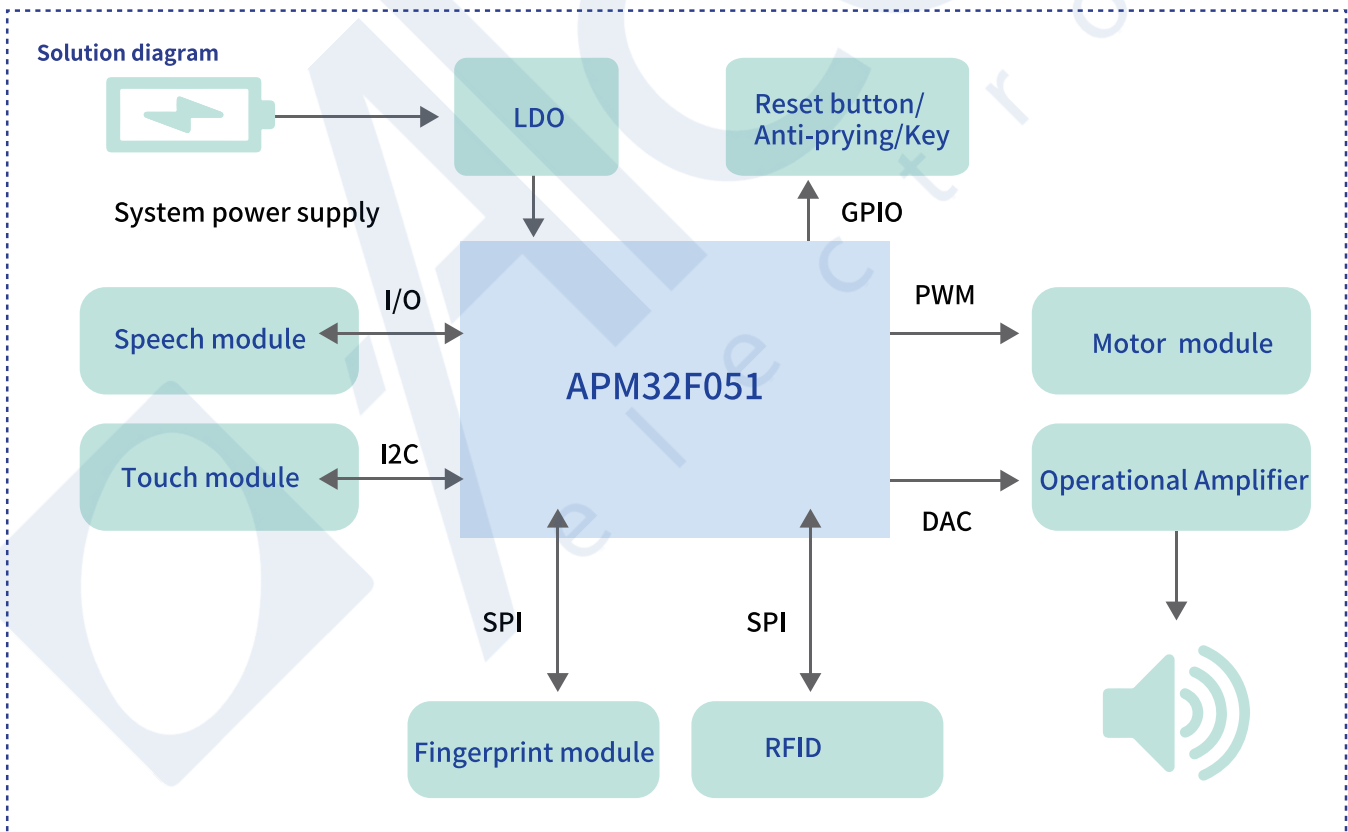 Solution diagram
LDO
Reset button/
Anti-prying/Key
System power supply
GPIO
I/O
PWM
Speech module
Motor  module
APM32F051
I2C
Touch module
Operational Amplifier
DAC
SPI
SPI
Fingerprint module
RFID
e l e c t r o